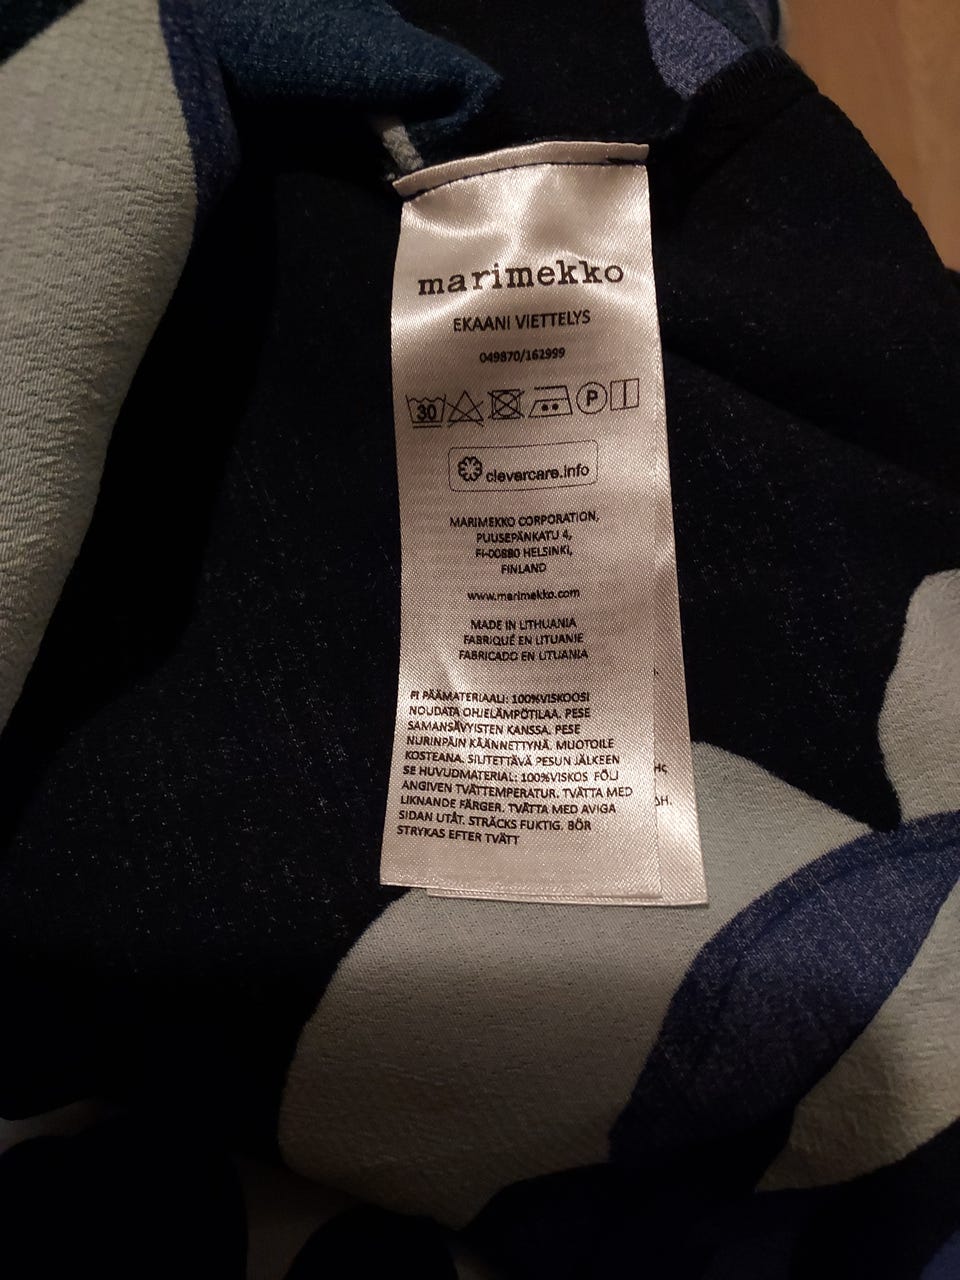 marimekko
EKAANI VIETTELYS
049870/162999
30 P
clevercare.info
MARIMEKKO CORPORATION,
PUUSEPÄNKATU 4,
FI-00880 HELSINKI,
FINLAND
www.marimekko.com
MADE IN LITHUANIA
FABRIQUÉ EN LITUANIE
FABRICADO EN LITUANIA
FI PÄÄMATERIAALI: 100%VISKOOSI
NOUDATA OHJELÄMPÖTILAA. PESE
SAMANSÄVYISTEN KANSSA. PESE
NURINPÄIN KÄÄNNETTYNÄ. MUOTOILE
KOSTEANA. SILITETTÄVÄ PESUN JÄLKEEN
SE HUVUDMATERIAL: 100%VISKOS FÖLJ
ANGIVEN TVÄTTEMPERATUR. TVÄTTA MED
LIKNANDE FÄRGER. TVÄTTA MED AVIGA
SIDAN UTÅT. STRÄCKS FUKTIG. BÖR
STRYKAS EFTER TVÄTT